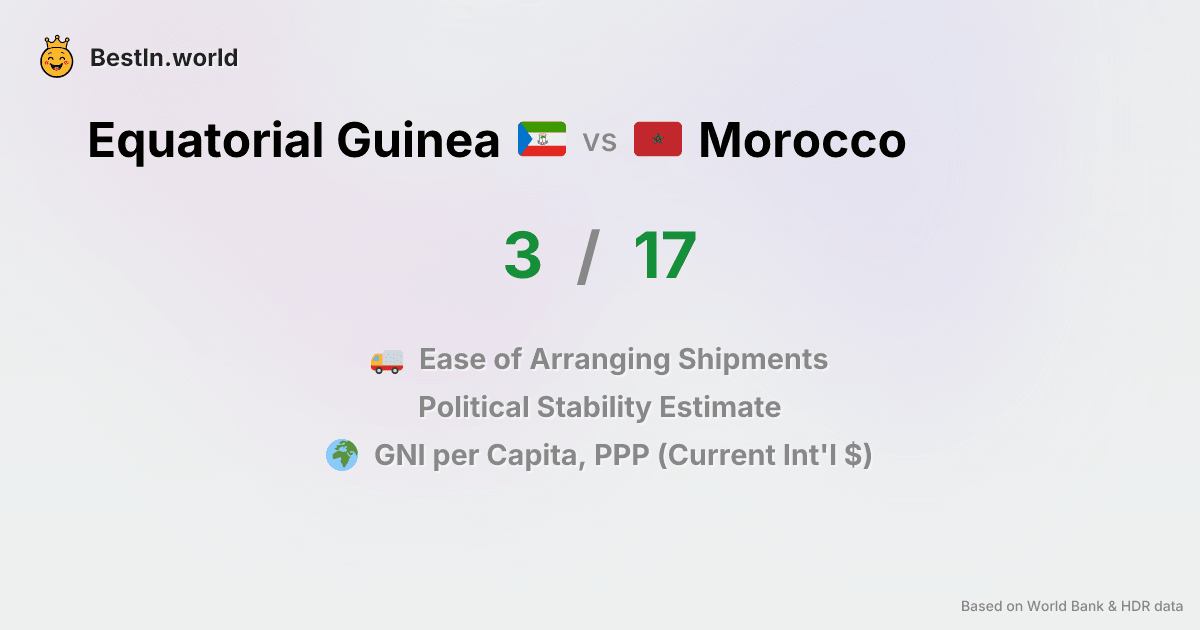 BestIn.world
Equatorial Guinea vs Morocco
3 / 17
Ease of Arranging Shipments
Political Stability Estimate
GNI per Capita, PPP (Current Int'l $)
Based on World Bank & HDR data